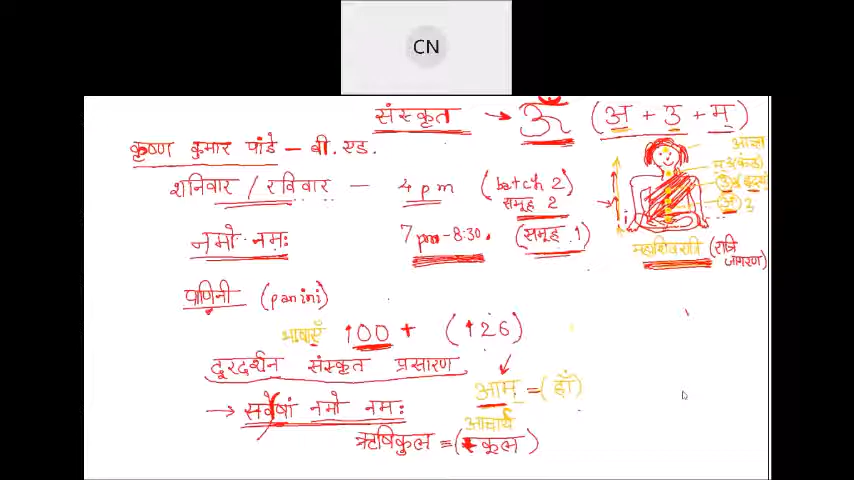 CN
संस्कृत → ॐ (अ + उ + म्)
कृष्ण कुमार पांडे – बी. एड.
शनिवार / रविवार – 4 pm (batch 2)
समूह 2
नमो नमः 7 pm - 8:30. (समूह 1)
आज्ञा
महाशिवरात्रि (रात्रि जागरण)
पाणिनी (panini)
भाषाएँ 100 + (126)
दूरदर्शन संस्कृत प्रसारण
आम् = (हाँ)
→ सर्वेषां नमो नमः
आचार्य
ऋषिकुल = (स्कूल)